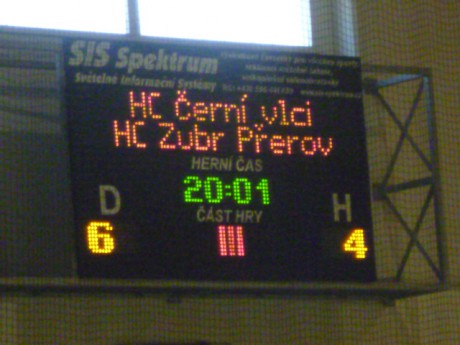 SIS Spektrum
Světelné Informační Systémy
HC Černí vlci
HC Zubr Přerov
HERNÍ ČAS
20:01
D H
ČÁST HRY
6 III 4